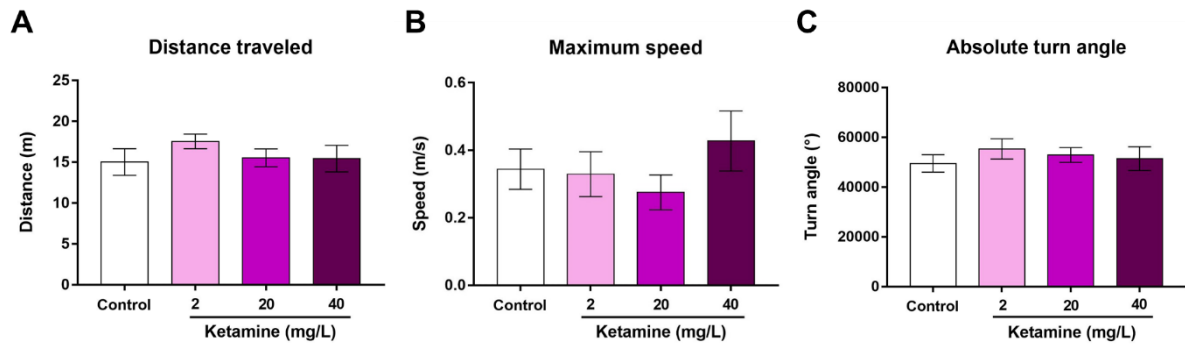 A
Distance traveled
Distance (m)
25
20
15
10
5
0
Control 2 20 40
Ketamine (mg/L)
B
Maximum speed
Speed (m/s)
0.6
0.4
0.2
0.0
Control 2 20 40
Ketamine (mg/L)
C
Absolute turn angle
Turn angle (°)
80000
60000
40000
20000
0
Control 2 20 40
Ketamine (mg/L)